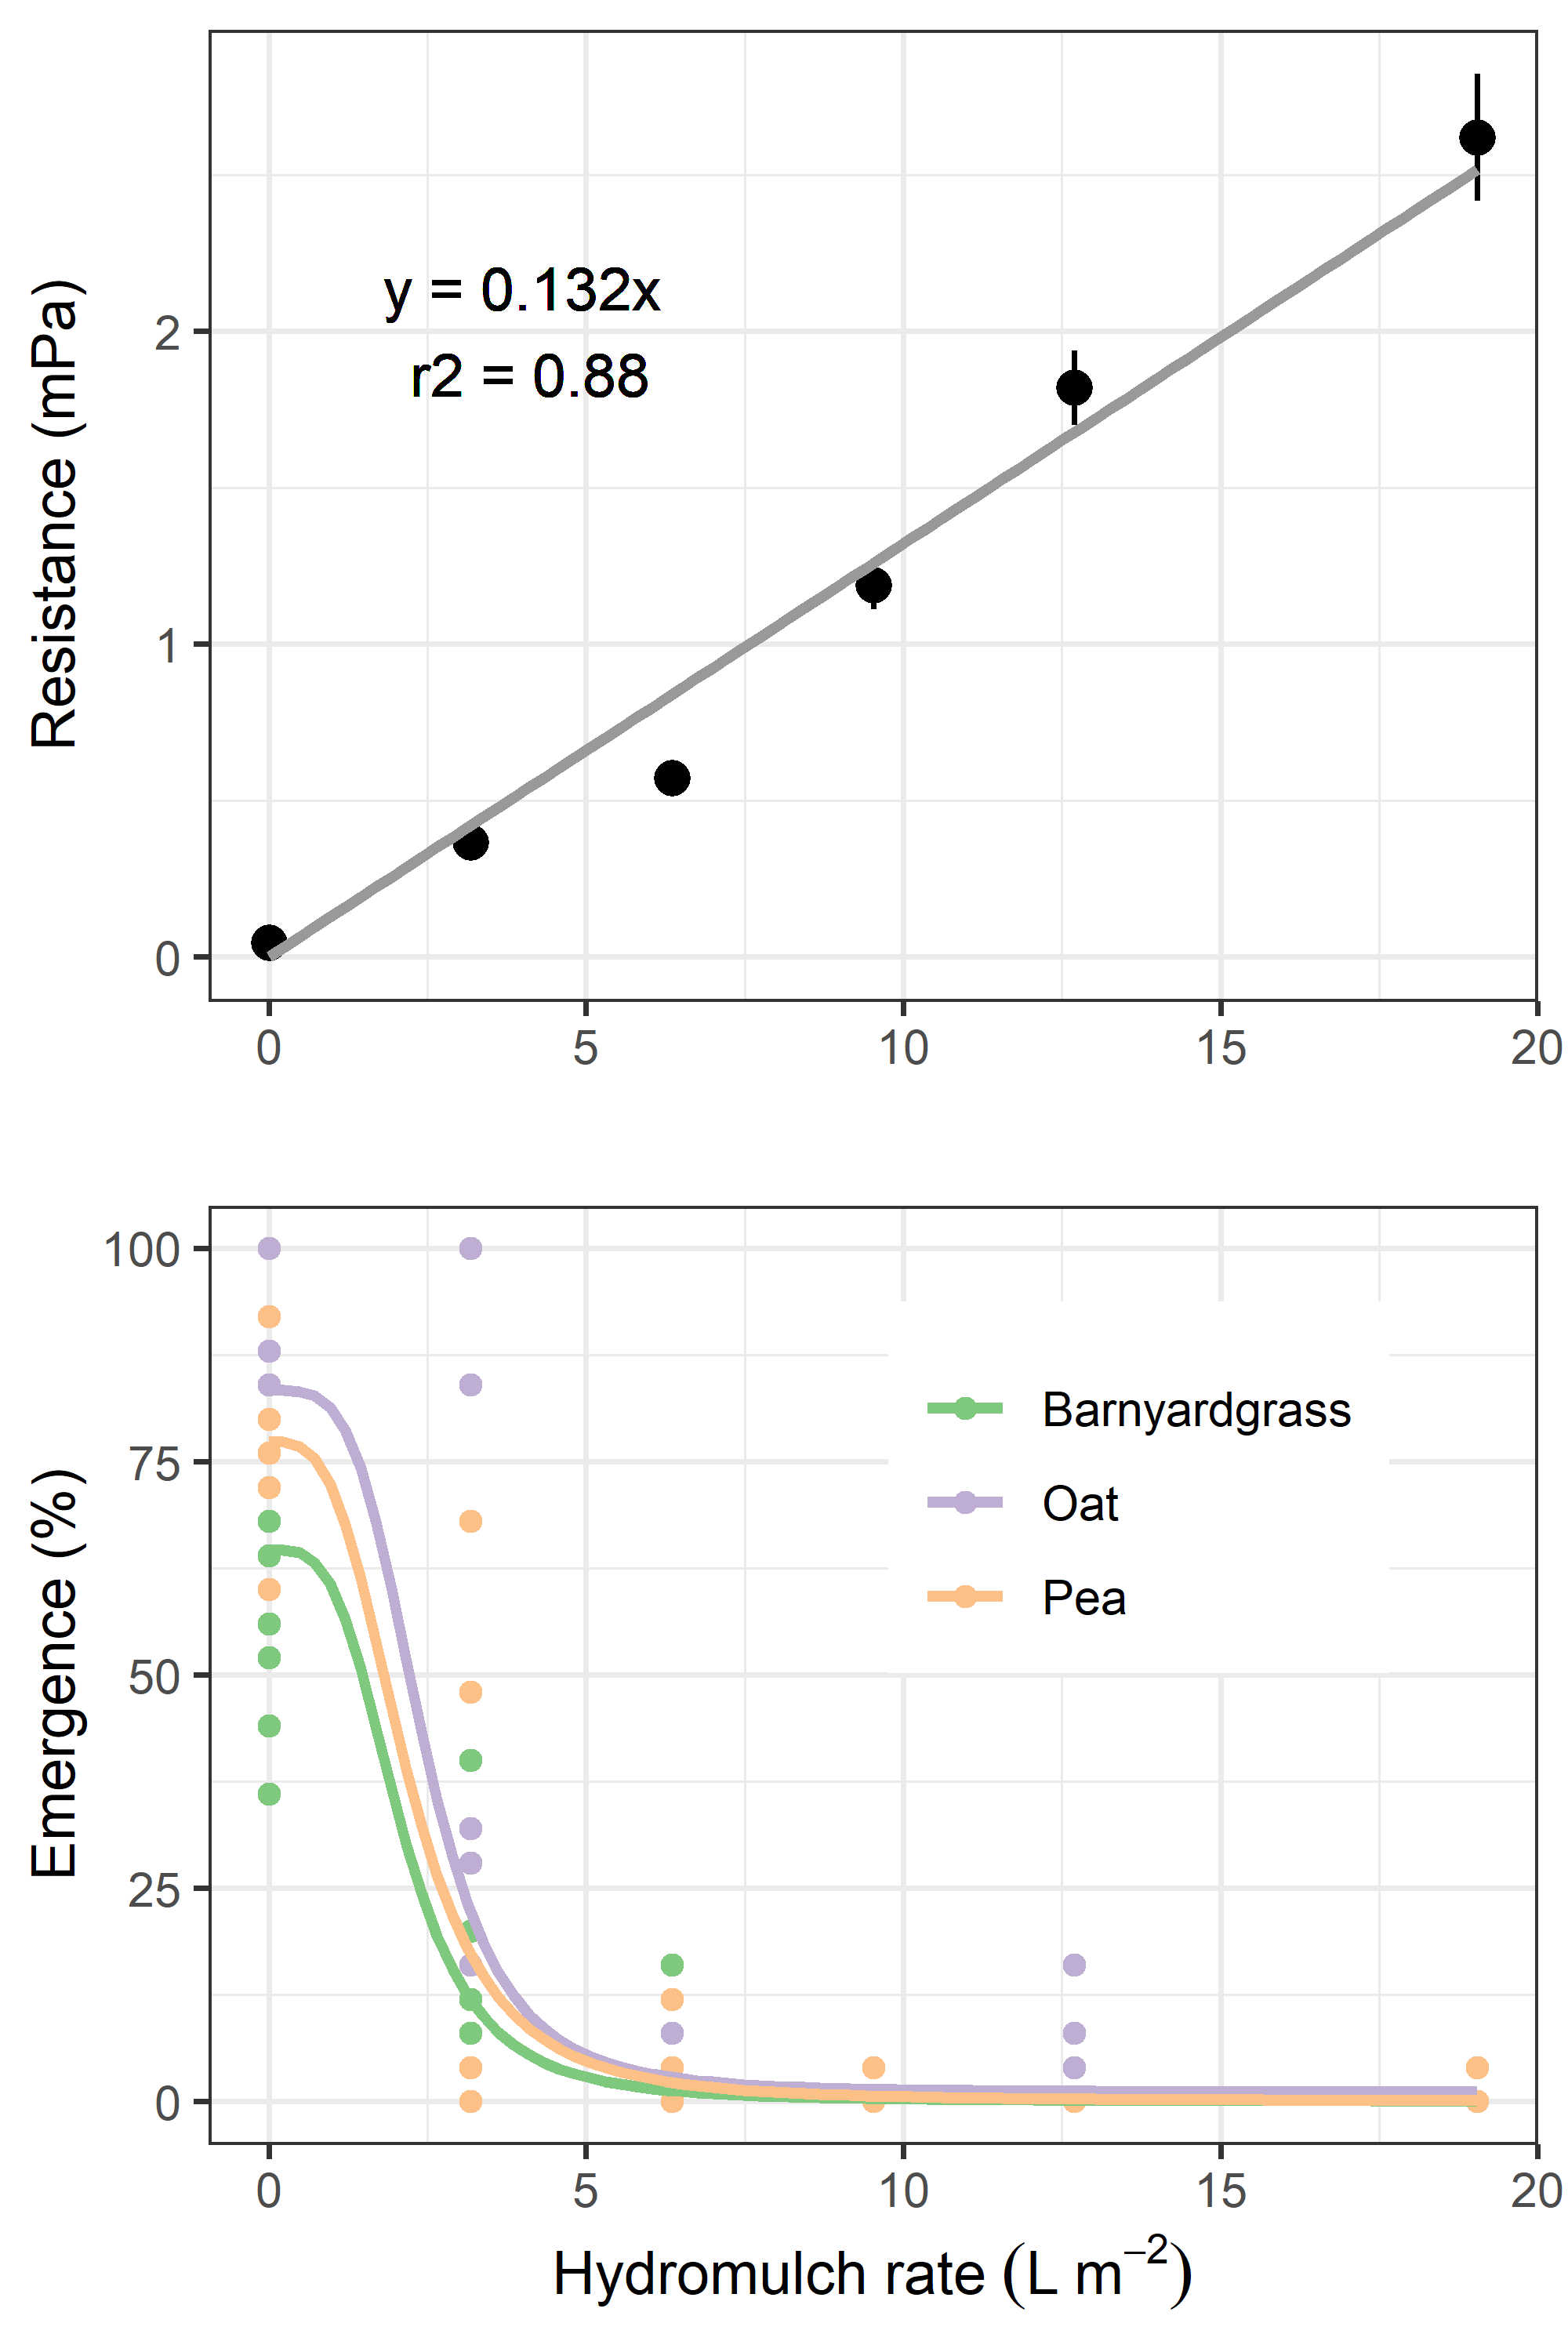 Resistance (mPa)
2
1
0
y = 0.132x
r2 = 0.88
0 5 10 15 20
Emergence (%)
100
75
50
25
0
Barnyardgrass
Oat
Pea
0 5 10 15 20
Hydromulch rate (L m⁻²)